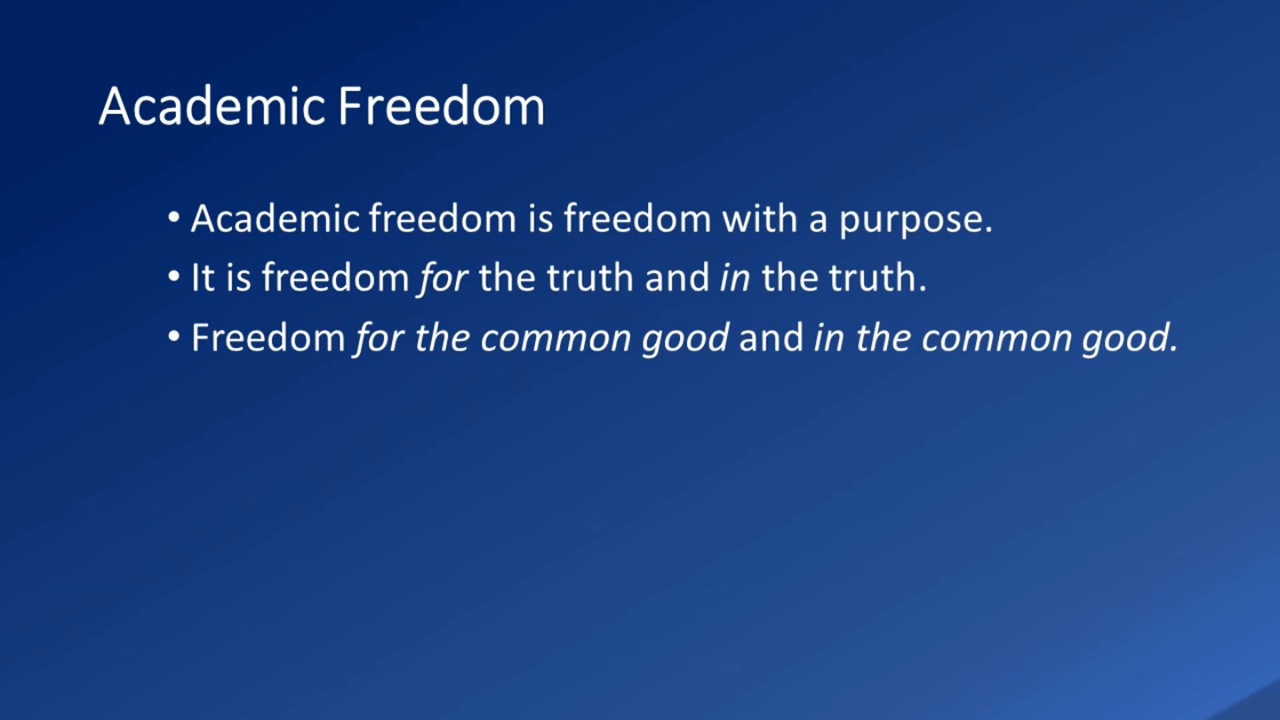 Academic Freedom
• Academic freedom is freedom with a purpose.
• It is freedom for the truth and in the truth.
• Freedom for the common good and in the common good.